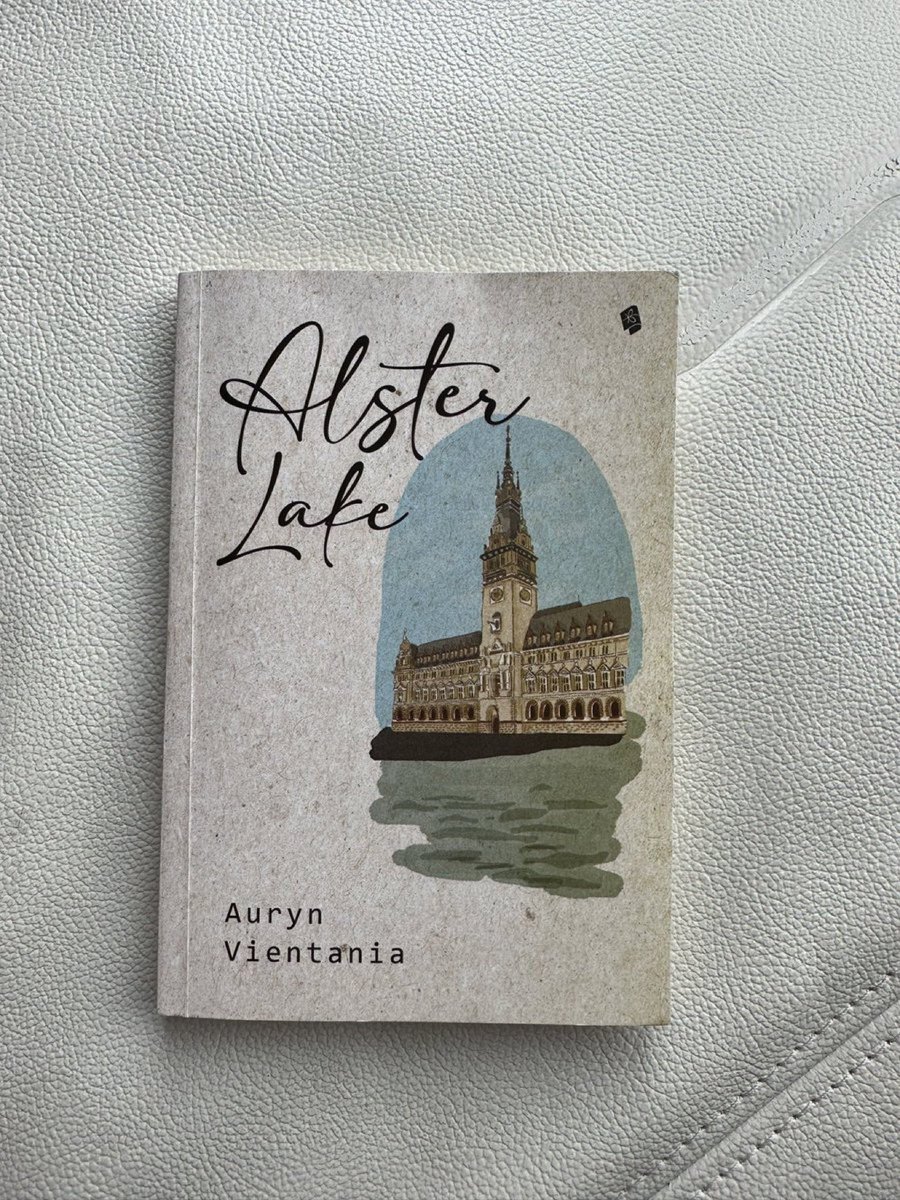 Alster
Lake
Auryn
Vientania